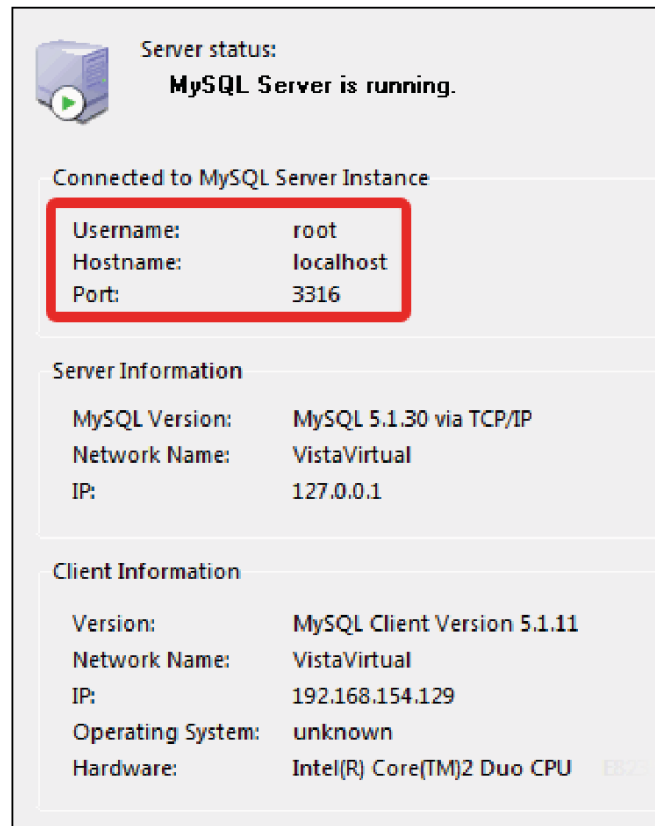 Server status:
MySQL Server is running.
Connected to MySQL Server Instance
Username: root
Hostname: localhost
Port: 3316
Server Information
MySQL Version: MySQL 5.1.30 via TCP/IP
Network Name: VistaVirtual
IP: 127.0.0.1
Client Information
Version: MySQL Client Version 5.1.11
Network Name: VistaVirtual
IP: 192.168.154.129
Operating System: unknown
Hardware: Intel(R) Core(TM)2 Duo CPU